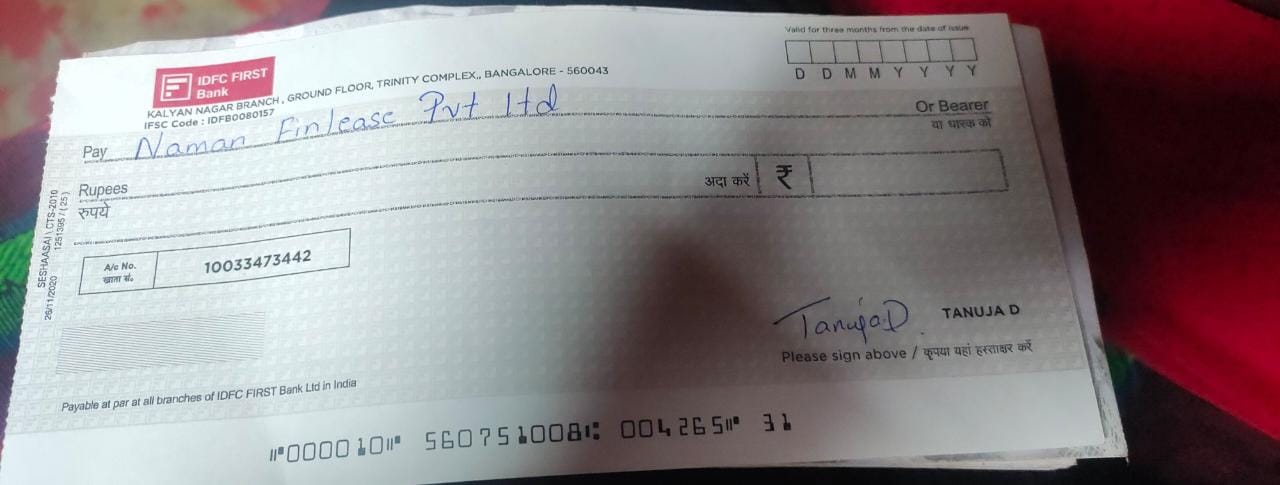 Valid for three months from the date of issue
D D M M Y Y Y Y
IDFC FIRST
Bank
KALYAN NAGAR BRANCH, GROUND FLOOR, TRINITY COMPLEX,, BANGALORE - 560043
IFSC Code : IDFB0080157
Pay Naman Finlease Pvt ltd
Or Bearer
या धारक को
Rupees
रुपये
अदा करें ₹
A/c No.
खाता सं.
10033473442
SESHAASAI \ CTS-2010
26/11/2020 1251395 / ( 25 )
TanujaD
TANUJA D
Please sign above / कृपया यहां हस्ताक्षर करें
Payable at par at all branches of IDFC FIRST Bank Ltd in India
⑈000010⑈ 560751008⑆ 004265⑈ 31